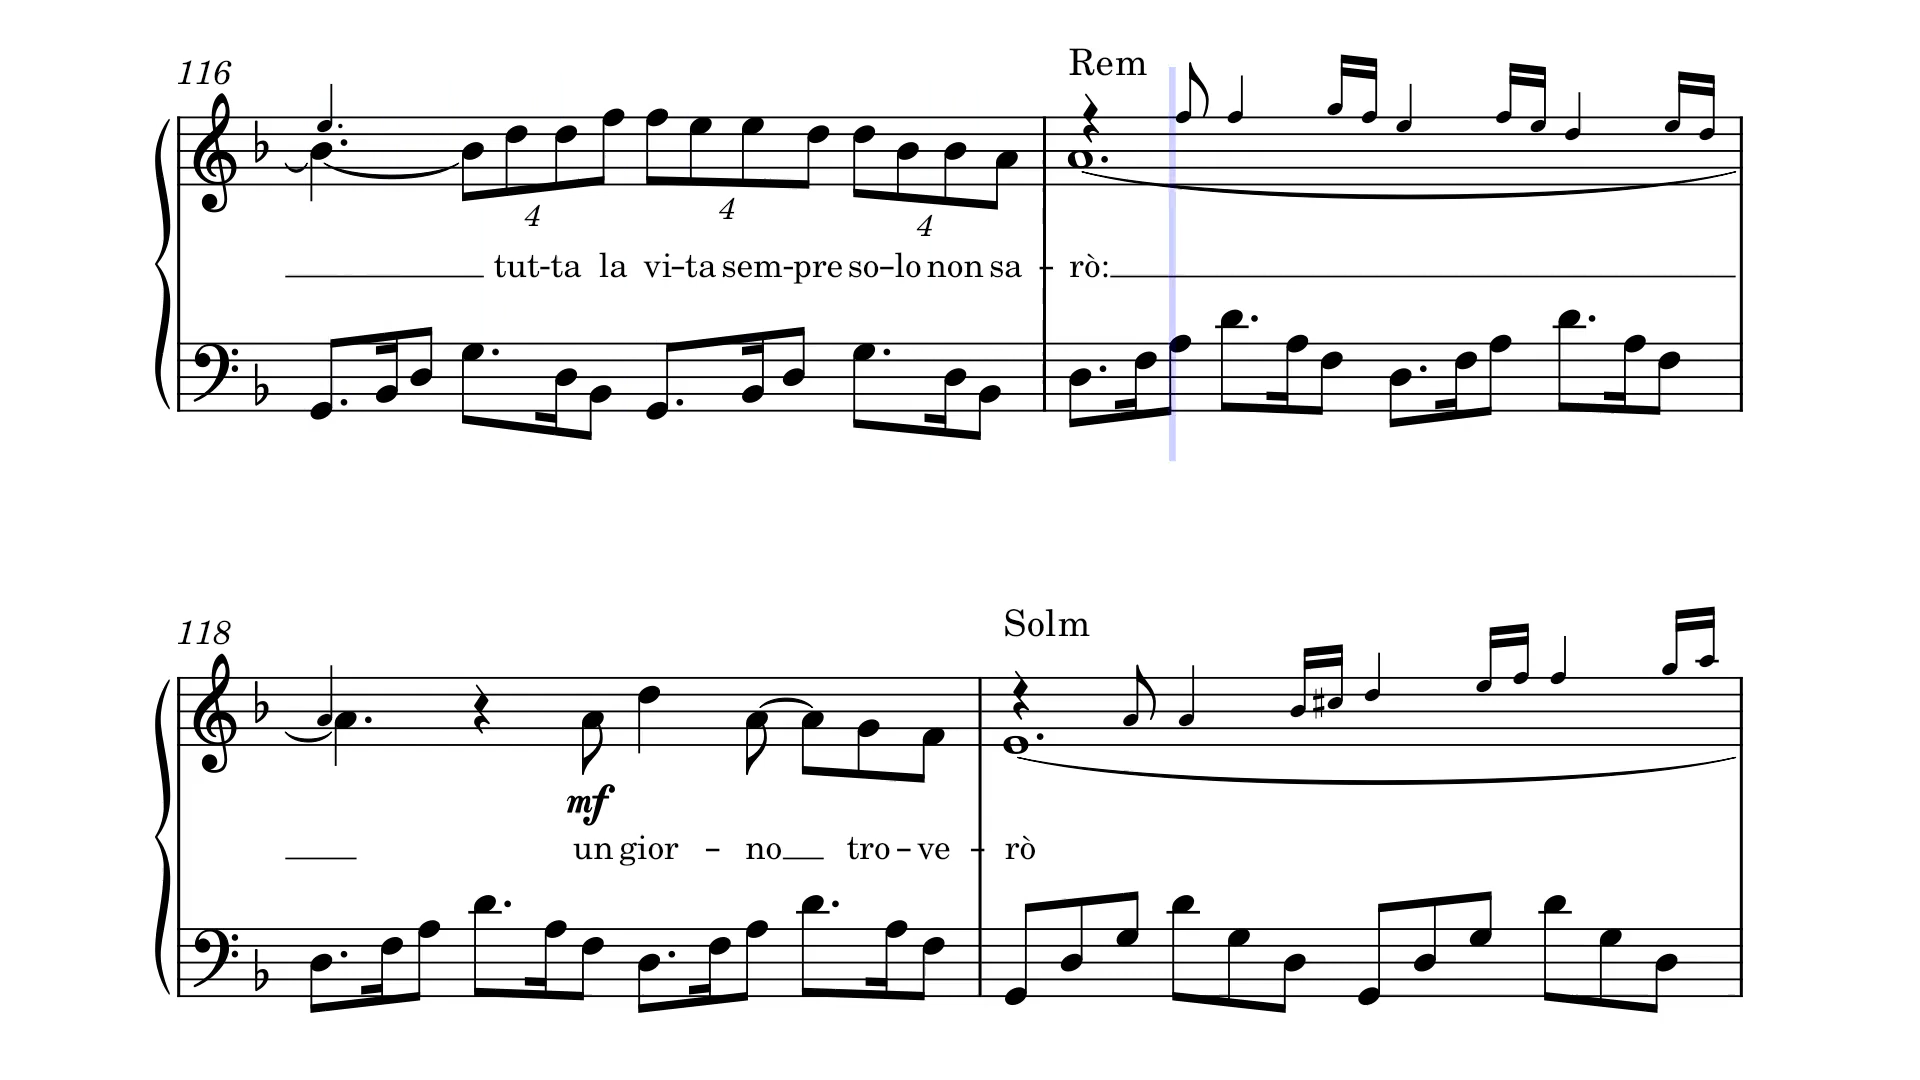 116
Rem
4 4 4
tut-ta la vi-ta sem-pre so-lo non sa - rò:
118
Solm
mf
un gior - no tro-ve - rò